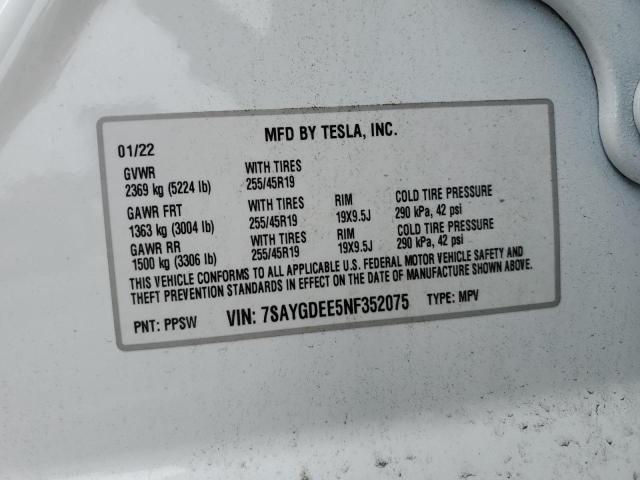 MFD BY TESLA, INC.
01/22
GVWR WITH TIRES
2369 kg (5224 lb) 255/45R19
GAWR FRT WITH TIRES RIM COLD TIRE PRESSURE
1363 kg (3004 lb) 255/45R19 19X9.5J 290 kPa, 42 psi
GAWR RR WITH TIRES RIM COLD TIRE PRESSURE
1500 kg (3306 lb) 255/45R19 19X9.5J 290 kPa, 42 psi
THIS VEHICLE CONFORMS TO ALL APPLICABLE U.S. FEDERAL MOTOR VEHICLE SAFETY AND
THEFT PREVENTION STANDARDS IN EFFECT ON THE DATE OF MANUFACTURE SHOWN ABOVE.
PNT: PPSW VIN: 7SAYGDEE5NF352075 TYPE: MPV